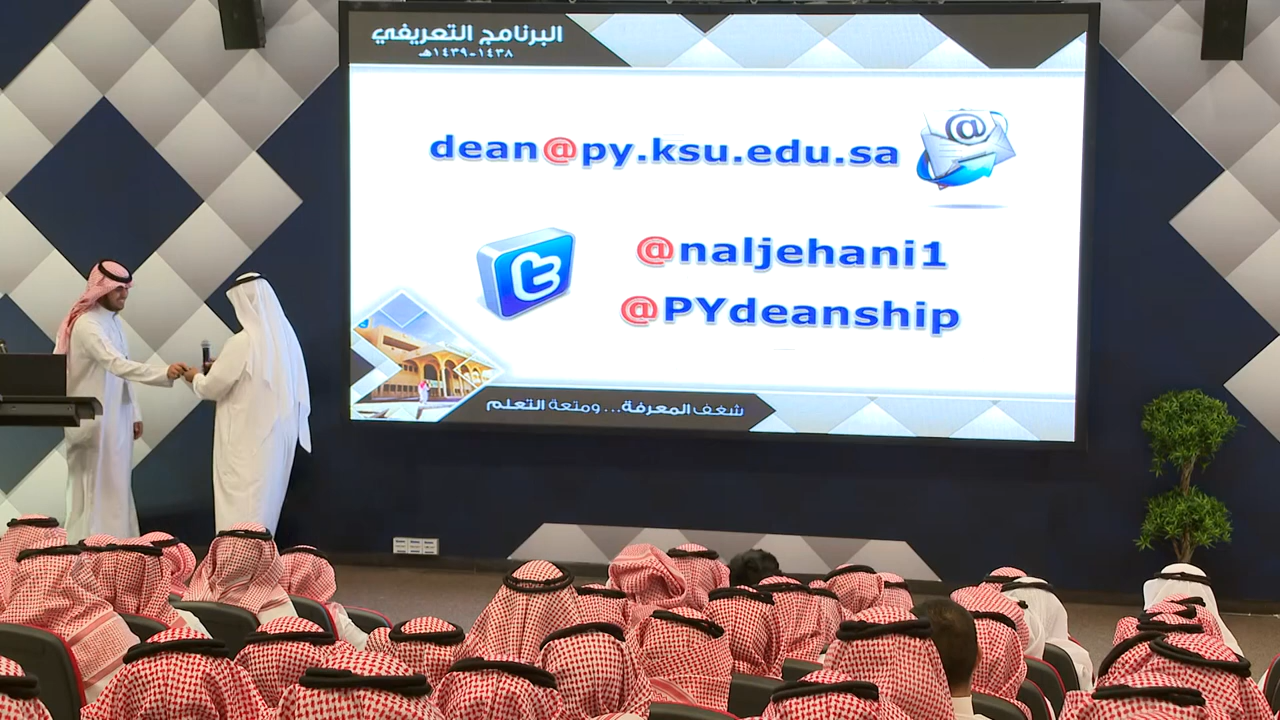 البرنامج التعريفي
١٤٣٨-١٤٣٩هـ
dean@py.ksu.edu.sa
@naljehani1
@PYdeanship
شغف المعرفة... ومتعة التعلم